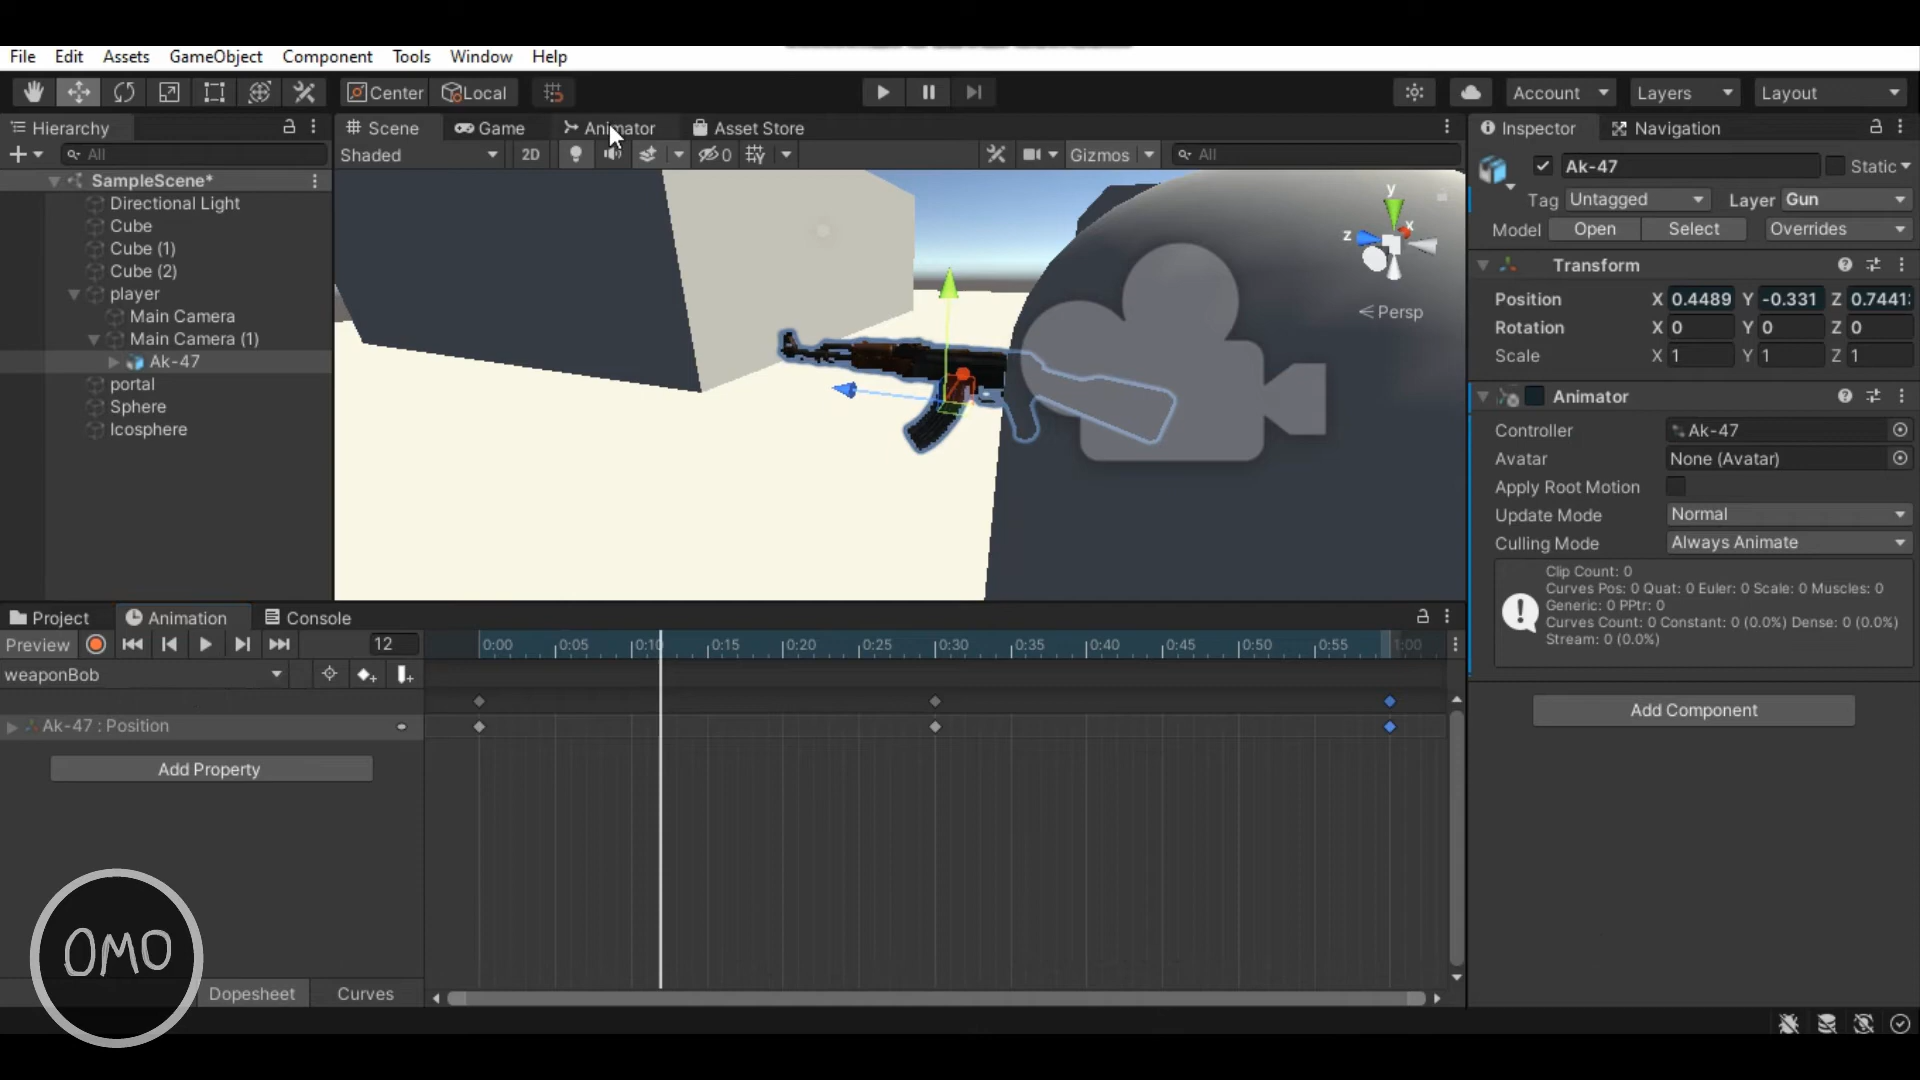 File Edit Assets GameObject Component Tools Window Help
Center Local Account Layers Layout
Hierarchy Scene Game Animator Asset Store Inspector Navigation
All Shaded 2D 0 Gizmos All Ak-47 Static
SampleScene*
Directional Light
Cube
Cube (1)
Cube (2)
player
Main Camera
Main Camera (1)
Ak-47
portal
Sphere
Icosphere
y
x
z
Persp
Tag Untagged Layer Gun
Model Open Select Overrides
Transform
Position X 0.4489 Y -0.331 Z 0.7441
Rotation X 0 Y 0 Z 0
Scale X 1 Y 1 Z 1
Animator
Controller Ak-47
Avatar None (Avatar)
Apply Root Motion
Update Mode Normal
Culling Mode Always Animate
Clip Count: 0
Curves Pos: 0 Quat: 0 Euler: 0 Scale: 0 Muscles: 0
Generic: 0 PPtr: 0
Curves Count: 0 Constant: 0 (0.0%) Dense: 0 (0.0%)
Stream: 0 (0.0%)
Add Component
Project Animation Console
Preview 12 0:00 0:05 0:10 0:15 0:20 0:25 0:30 0:35 0:40 0:45 0:50 0:55 1:00
weaponBob
Ak-47 : Position
Add Property
OMO
Dopesheet Curves